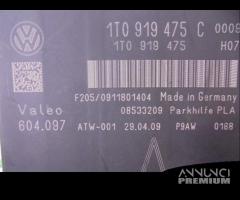 1T0 919 475 C 0009
1T0 919 475 H07
F205/0911801404 Made in Germany
Valeo 08533209 Parkhilfe PLA
604.097 ATW-001 29.04.09 P9AW 0188
A
ANNUNCI
PREMIUM